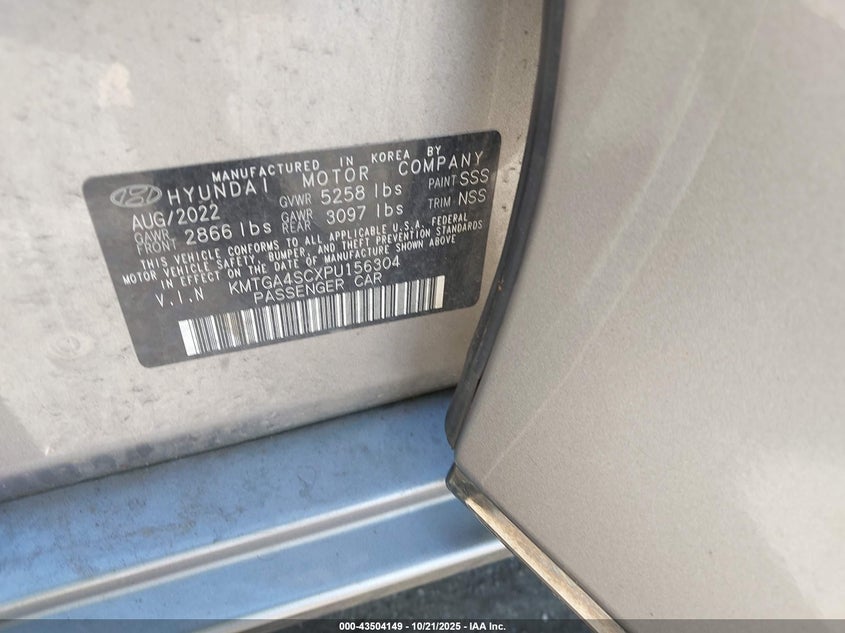 MANUFACTURED IN KOREA BY
HYUNDAI MOTOR COMPANY
AUG/2022 GVWR 5258 lbs PAINT SSS
GAWR FRONT 2866 lbs GAWR REAR 3097 lbs TRIM NSS
THIS VEHICLE CONFORMS TO ALL APPLICABLE U.S.A. FEDERAL
MOTOR VEHICLE SAFETY, BUMPER, AND THEFT PREVENTION STANDARDS
IN EFFECT ON THE DATE OF MANUFACTURE SHOWN ABOVE
V.I.N KMTGA4SCXPU156304
PASSENGER CAR
000-43504149 - 10/21/2025 - IAA Inc.